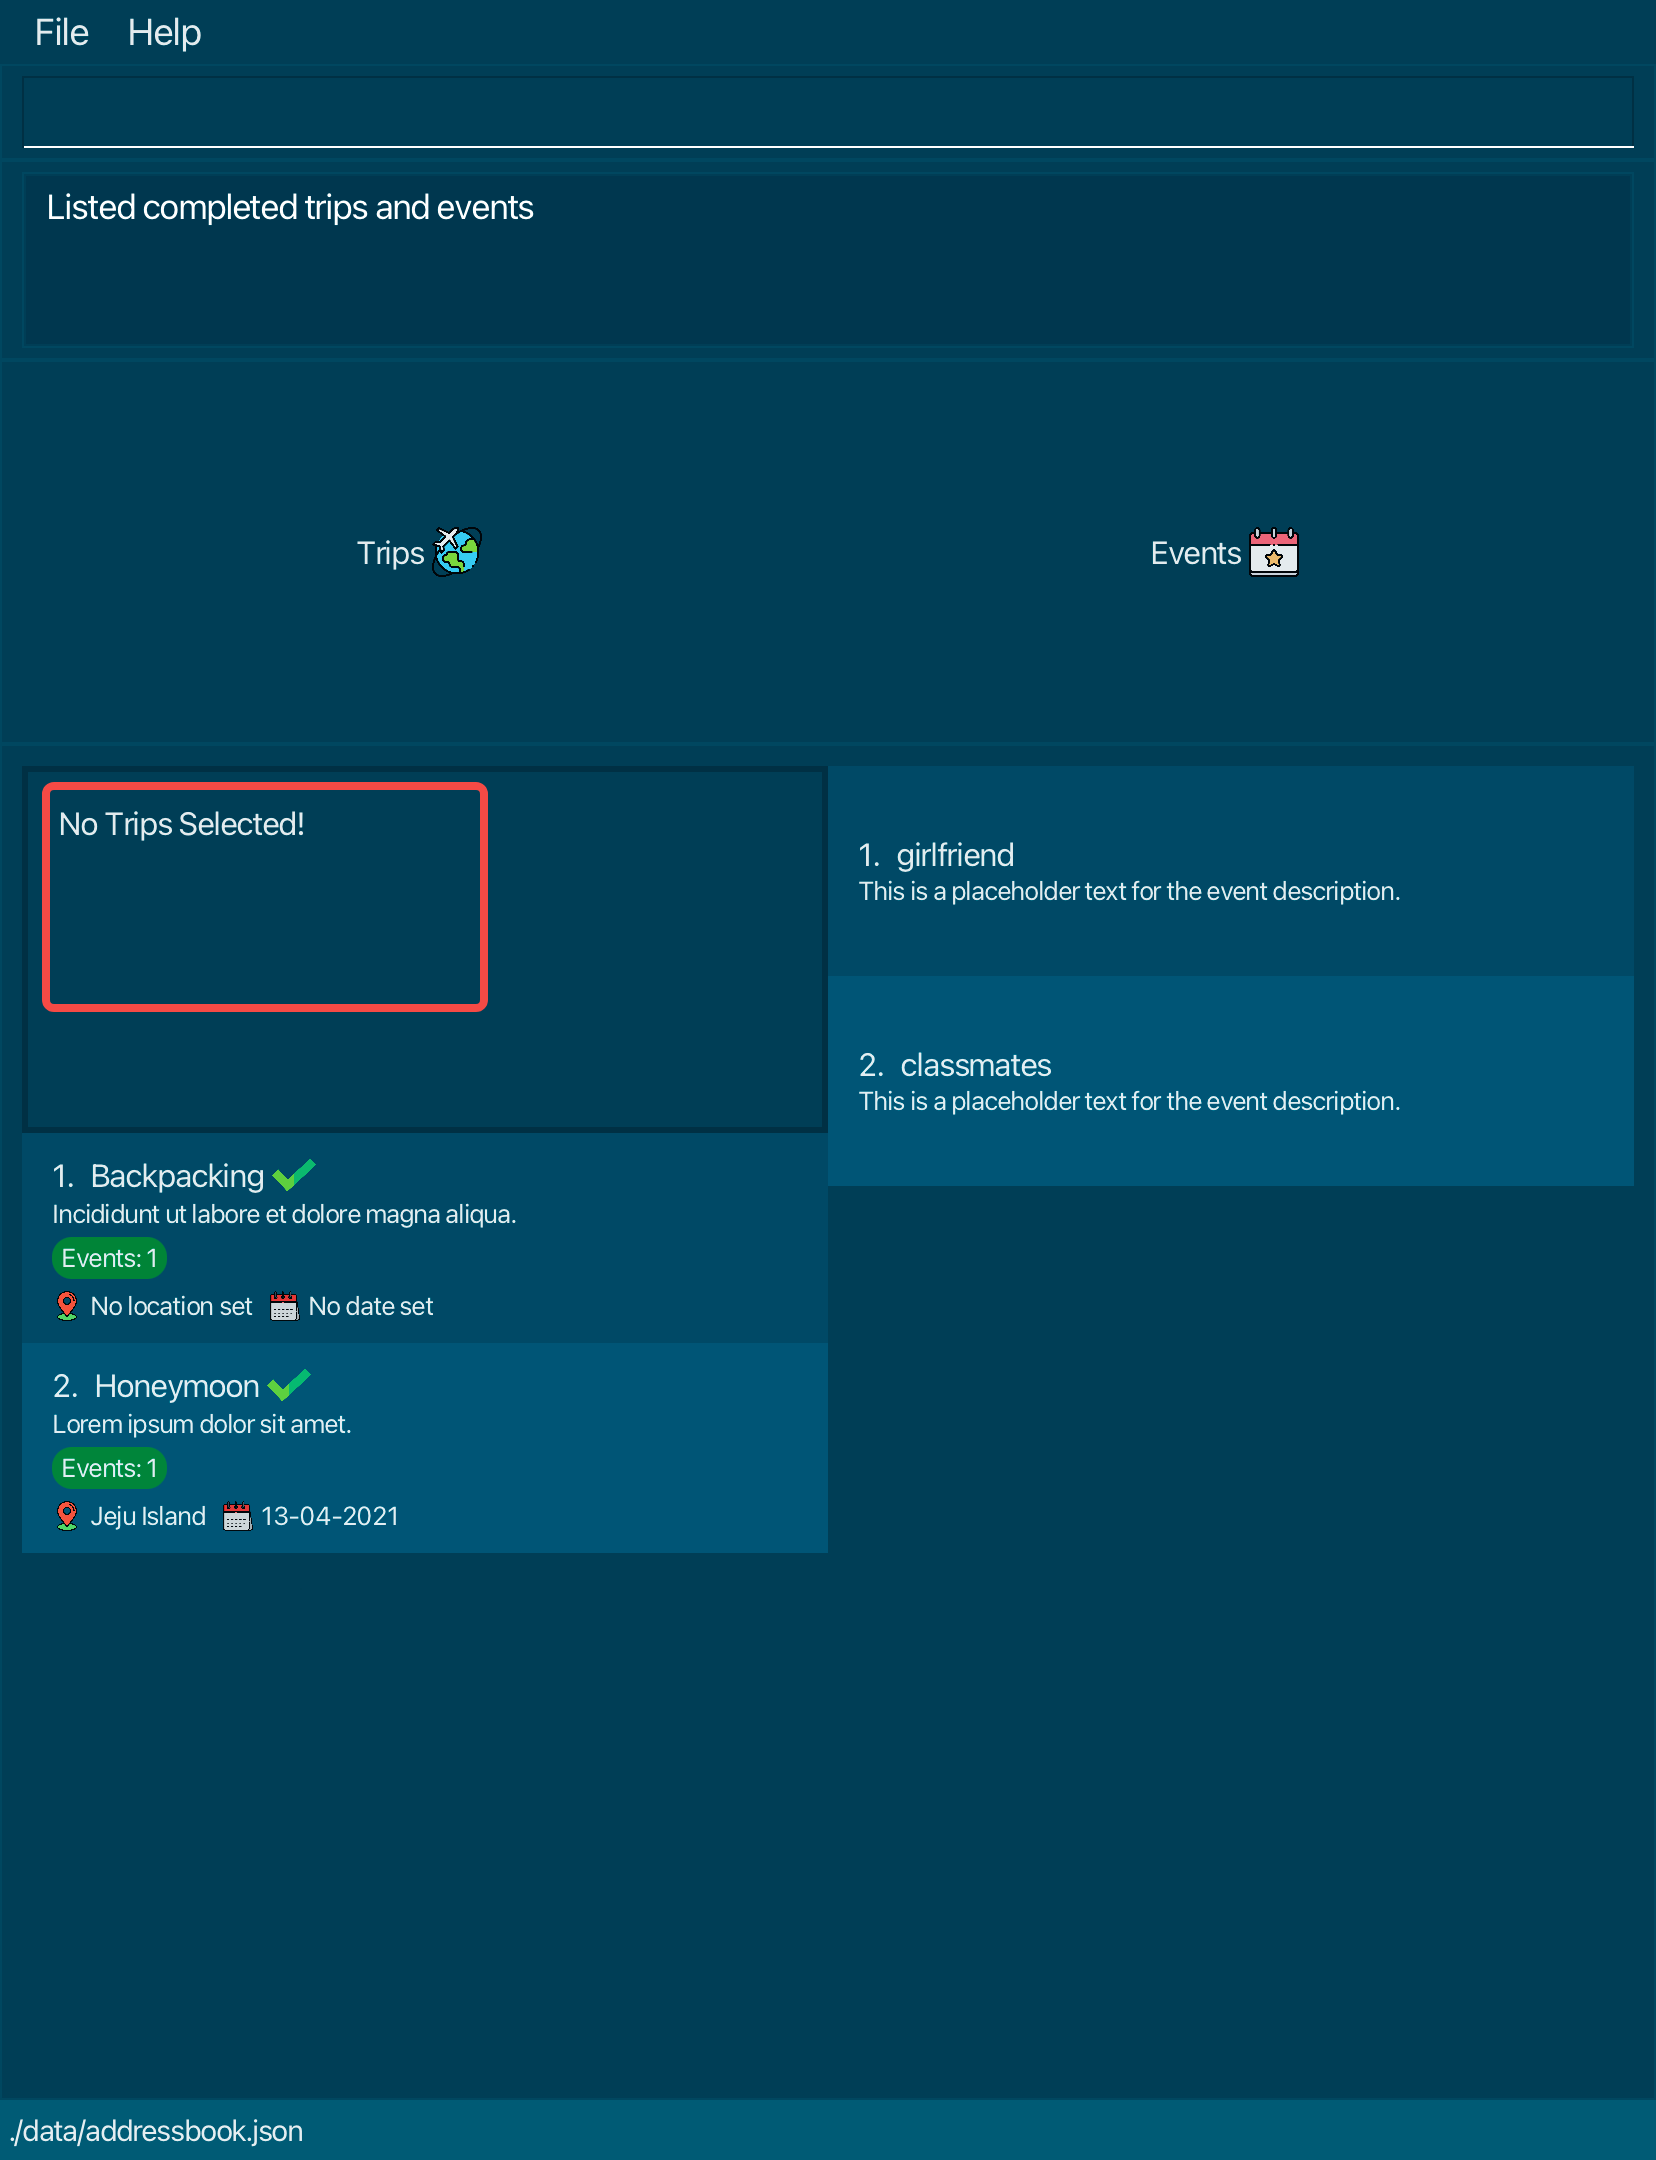 File Help
Listed completed trips and events
Trips
Events
No Trips Selected!
1. Backpacking
Incididunt ut labore et dolore magna aliqua.
Events: 1
No location set No date set
2. Honeymoon
Lorem ipsum dolor sit amet.
Events: 1
Jeju Island 13-04-2021
1. girlfriend
This is a placeholder text for the event description.
2. classmates
This is a placeholder text for the event description.
./data/addressbook.json